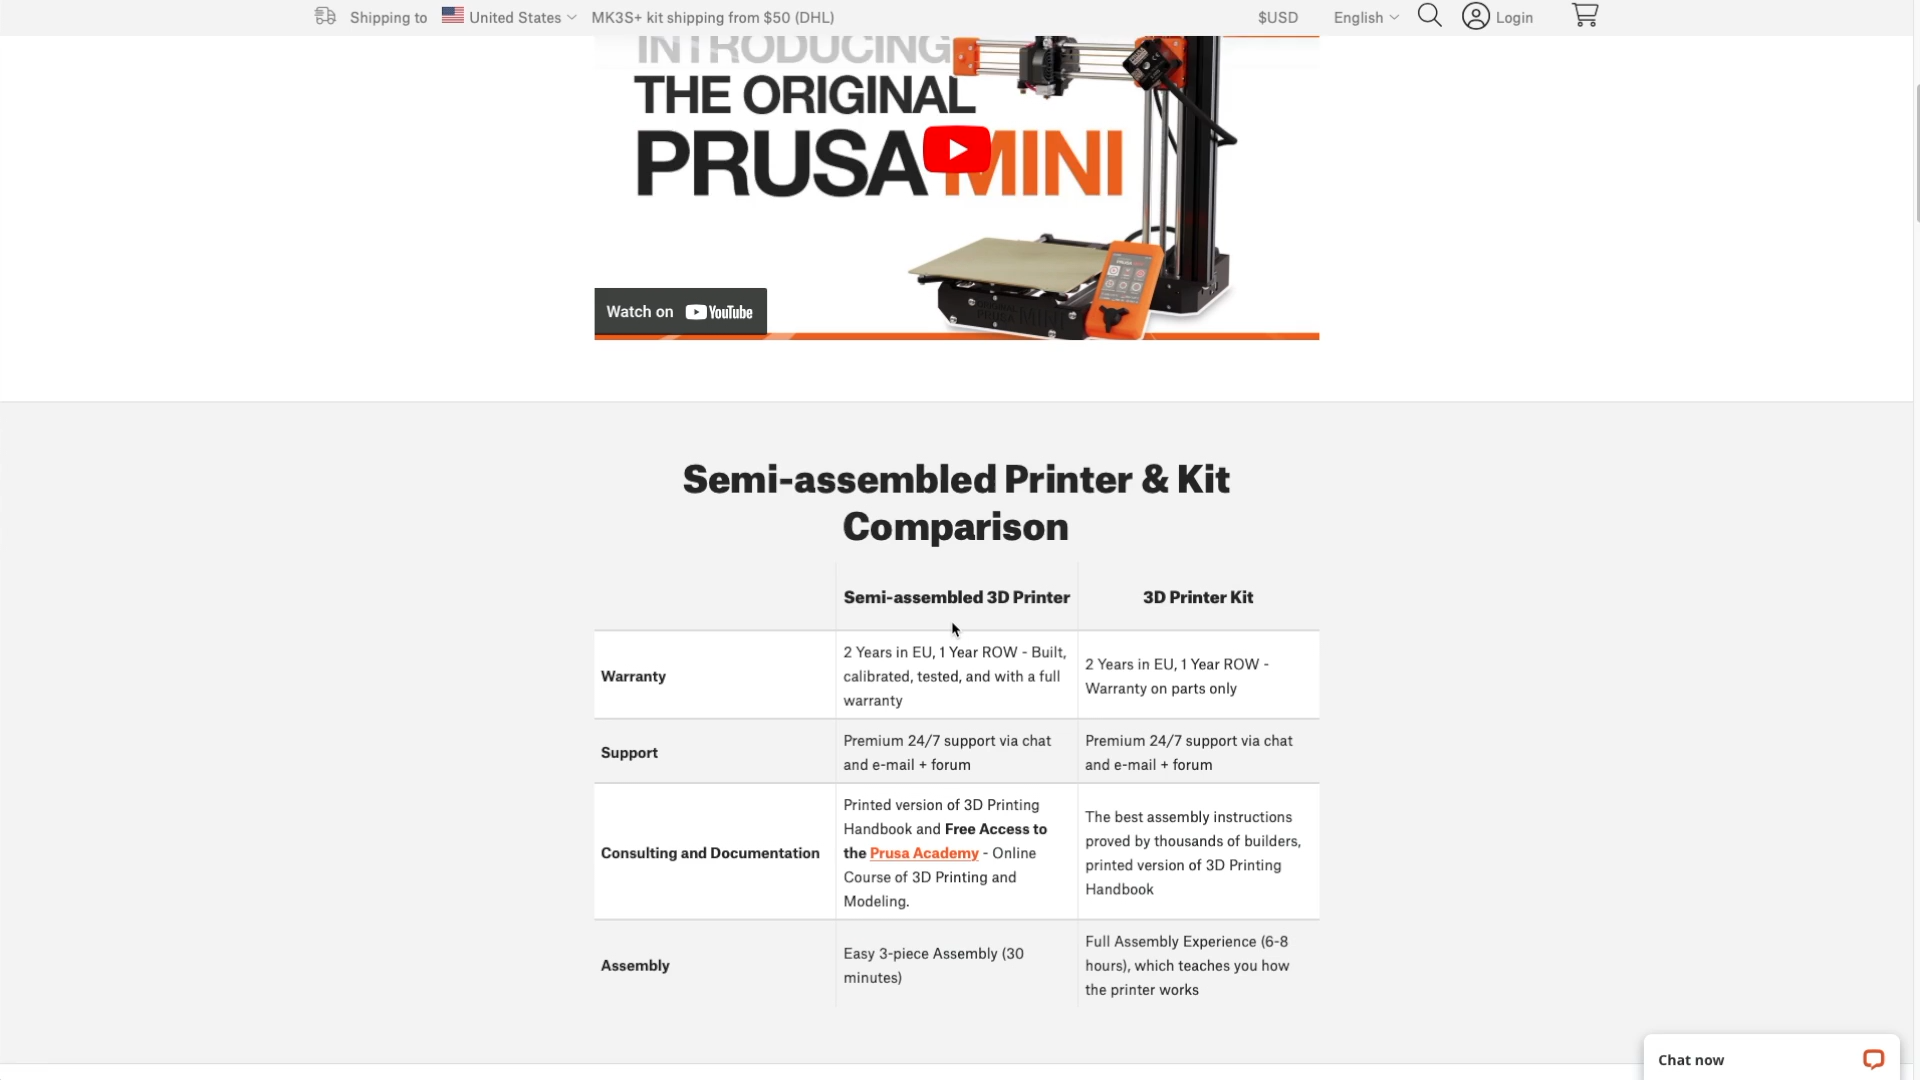 Shipping to United States MK3S+ kit shipping from $50 (DHL) $USD English Login
INTRODUCING
THE ORIGINAL
PRUSA MINI
Watch on YouTube
Semi-assembled Printer & Kit
Comparison
Semi-assembled 3D Printer 3D Printer Kit
Warranty
2 Years in EU, 1 Year ROW - Built,
calibrated, tested, and with a full
warranty
2 Years in EU, 1 Year ROW -
Warranty on parts only
Support
Premium 24/7 support via chat
and e-mail + forum
Premium 24/7 support via chat
and e-mail + forum
Consulting and Documentation
Printed version of 3D Printing
Handbook and Free Access to
the Prusa Academy - Online
Course of 3D Printing and
Modeling.
The best assembly instructions
proved by thousands of builders,
printed version of 3D Printing
Handbook
Assembly
Easy 3-piece Assembly (30
minutes)
Full Assembly Experience (6-8
hours), which teaches you how
the printer works
Chat now